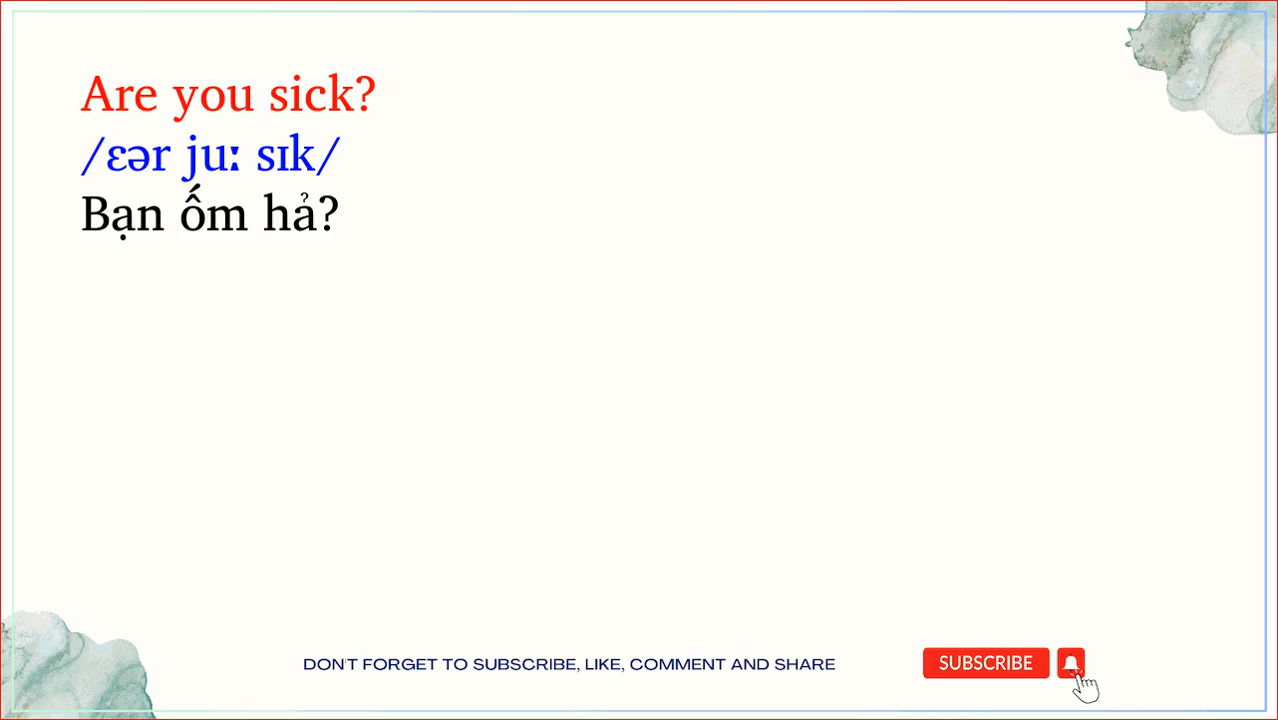 Are you sick?
/ɛər juː sɪk/
Bạn ốm hả?
DON'T FORGET TO SUBSCRIBE, LIKE, COMMENT AND SHARE
SUBSCRIBE